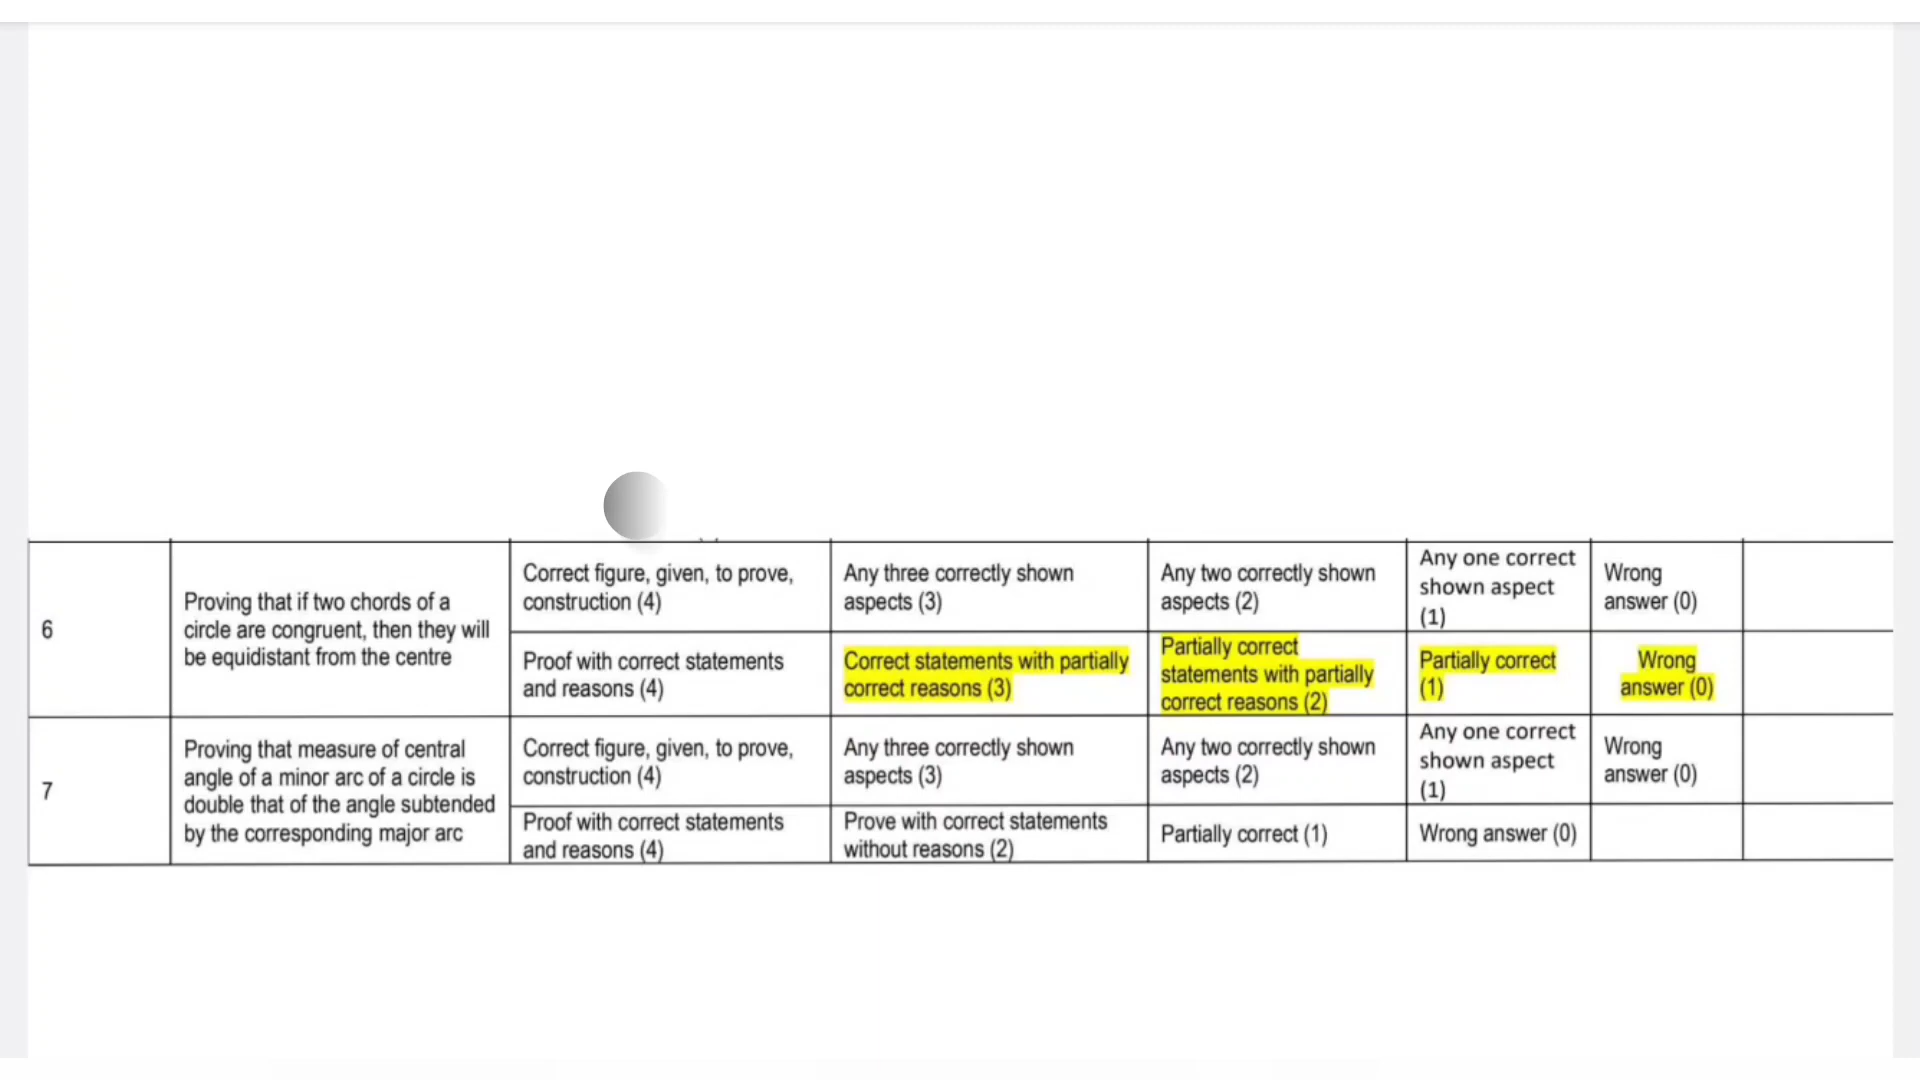 6
Proving that if two chords of a
circle are congruent, then they will
be equidistant from the centre
Correct figure, given, to prove,
construction (4)
Any three correctly shown
aspects (3)
Any two correctly shown
aspects (2)
Any one correct
shown aspect
(1)
Wrong
answer (0)
Proof with correct statements
and reasons (4)
Correct statements with partially
correct reasons (3)
Partially correct
statements with partially
correct reasons (2)
Partially correct
(1)
Wrong
answer (0)
7
Proving that measure of central
angle of a minor arc of a circle is
double that of the angle subtended
by the corresponding major arc
Correct figure, given, to prove,
construction (4)
Any three correctly shown
aspects (3)
Any two correctly shown
aspects (2)
Any one correct
shown aspect
(1)
Wrong
answer (0)
Proof with correct statements
and reasons (4)
Prove with correct statements
without reasons (2)
Partially correct (1)
Wrong answer (0)